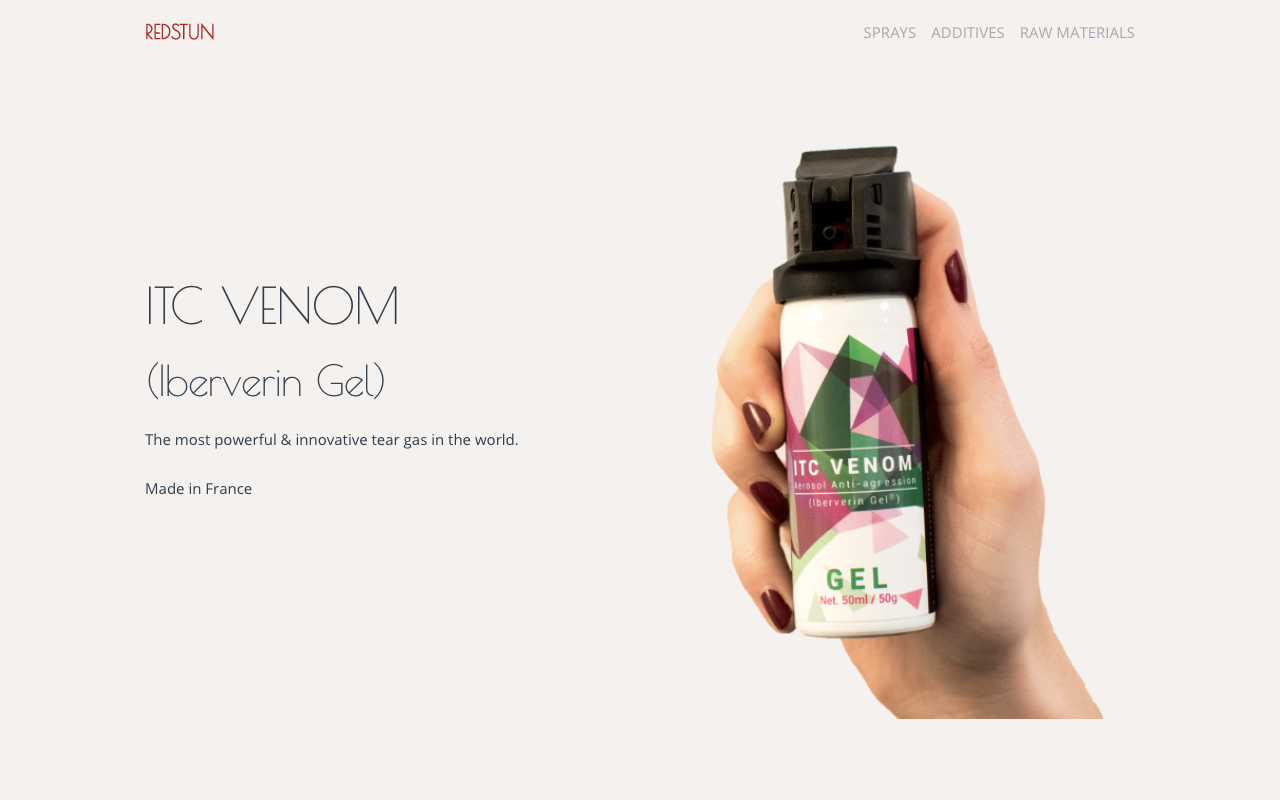 REDSTUN
SPRAYS ADDITIVES RAW MATERIALS
ITC VENOM
(Iberverin Gel)
The most powerful & innovative tear gas in the world.
Made in France
ITC VENOM
Aérosol Anti-agression
(Iberverin Gel®)
GEL
Net. 50ml / 50g